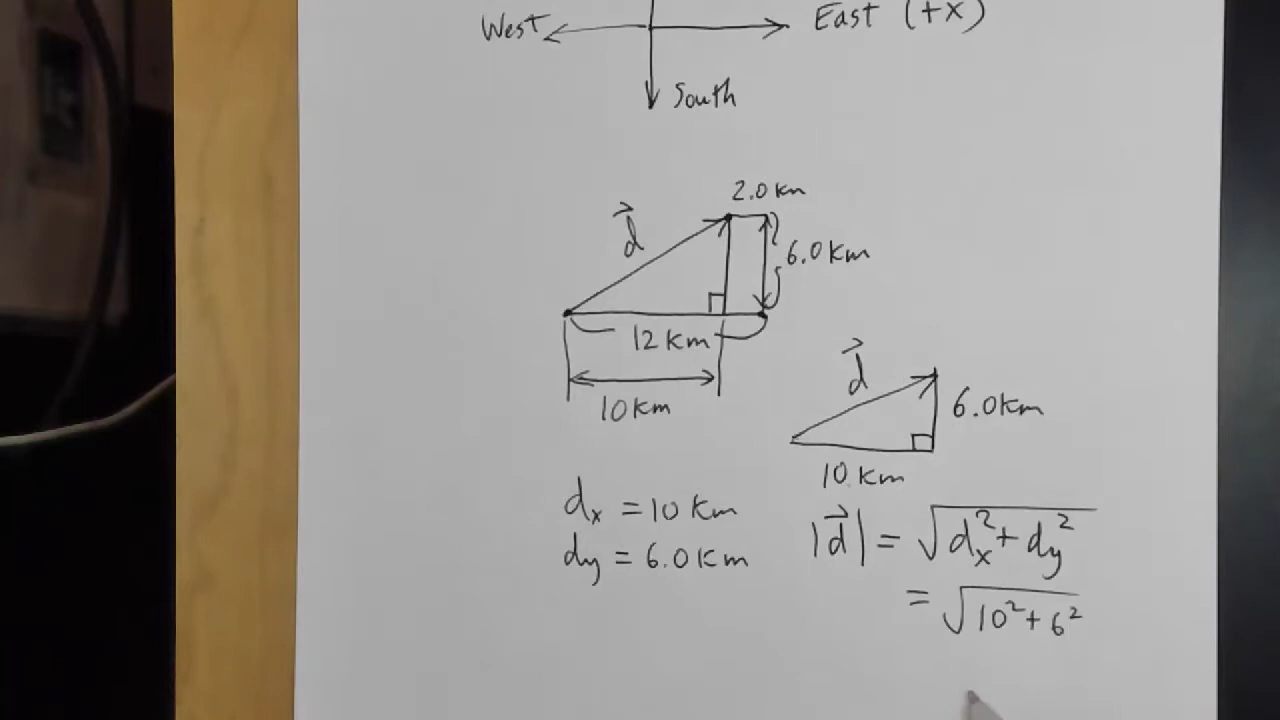 West East (+x)
South
2.0 km
d⃗
6.0 km
12 km
10 km
d⃗
6.0 km
10 km
dx = 10 km
dy = 6.0 km
|d⃗| = √(dx² + dy²)
= √(10² + 6²)